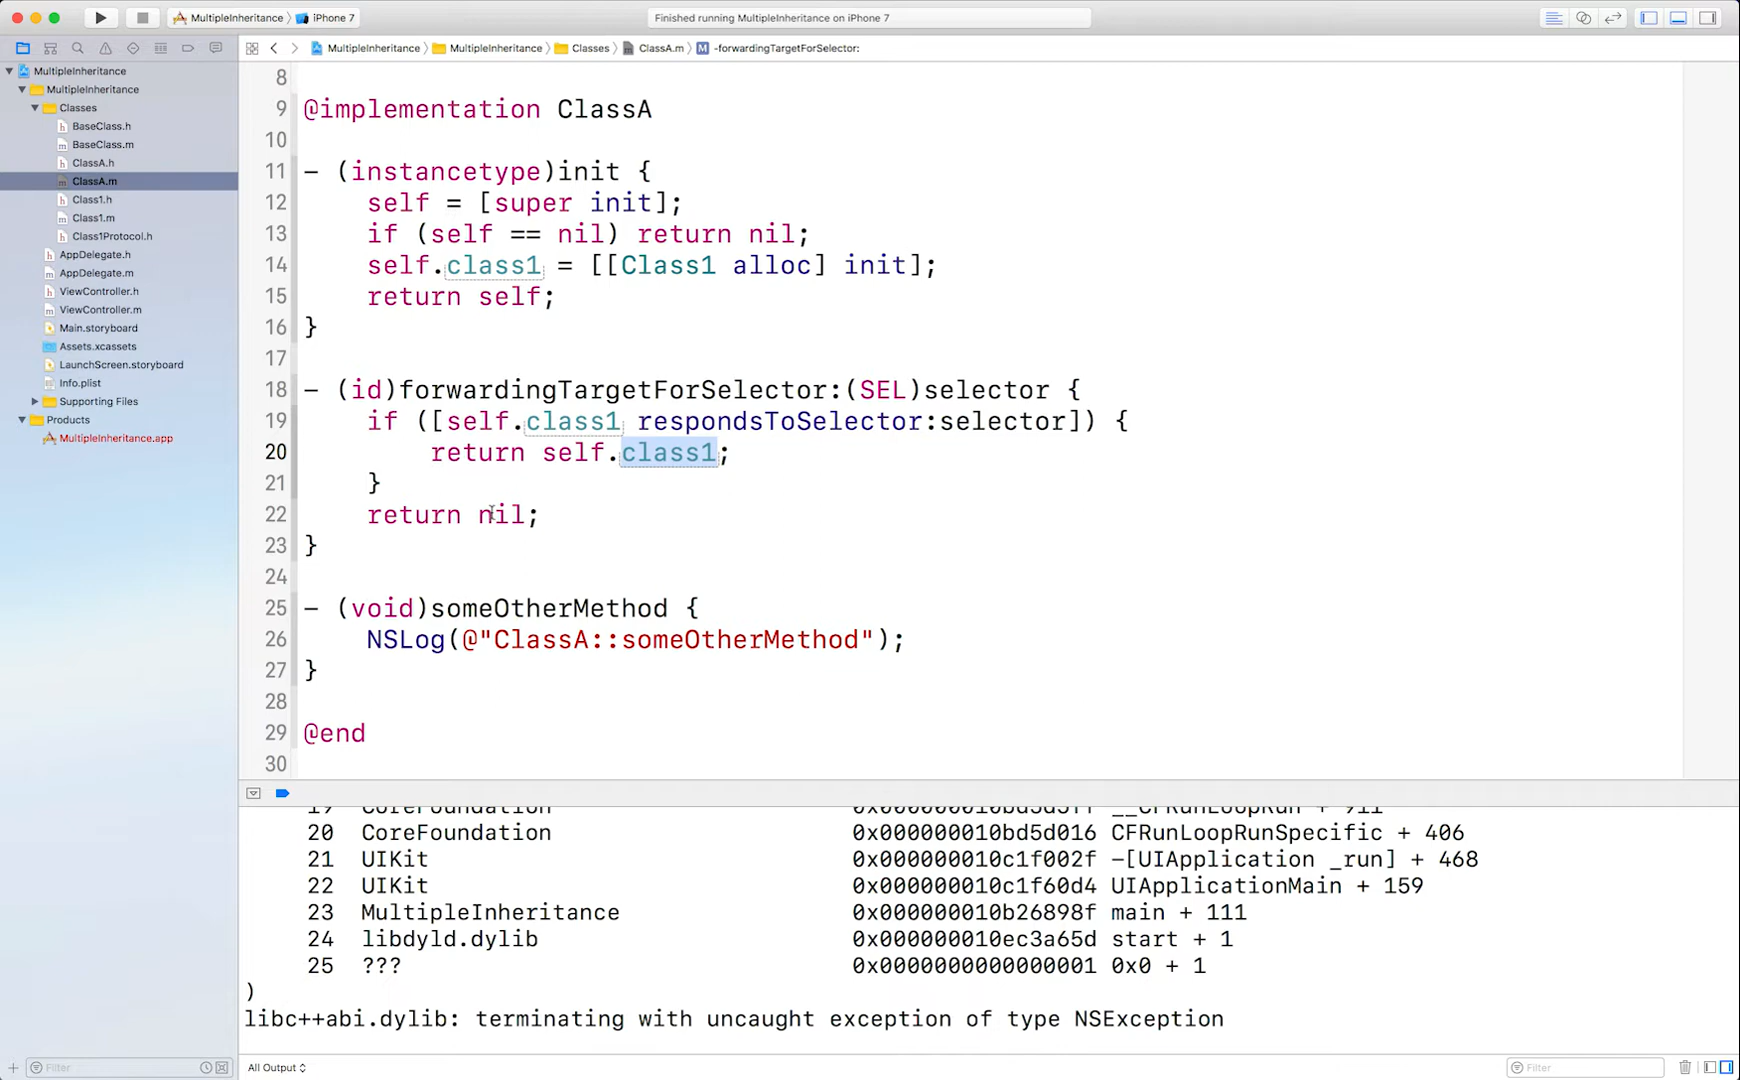 MultipleInheritance 〉 iPhone 7
Finished running MultipleInheritance on iPhone 7
MultipleInheritance 〉 MultipleInheritance 〉 Classes 〉 ClassA.m 〉 M -forwardingTargetForSelector:
MultipleInheritance
MultipleInheritance
Classes
h BaseClass.h
m BaseClass.m
h ClassA.h
m ClassA.m
h Class1.h
m Class1.m
h Class1Protocol.h
h AppDelegate.h
m AppDelegate.m
h ViewController.h
m ViewController.m
Main.storyboard
Assets.xcassets
LaunchScreen.storyboard
Info.plist
Supporting Files
Products
MultipleInheritance.app
Filter
8
9 @implementation ClassA
10
11 - (instancetype)init {
12 self = [super init];
13 if (self == nil) return nil;
14 self.class1 = [[Class1 alloc] init];
15 return self;
16 }
17
18 - (id)forwardingTargetForSelector:(SEL)selector {
19 if ([self.class1 respondsToSelector:selector]) {
20 return self.class1;
21 }
22 return nil;
23 }
24
25 - (void)someOtherMethod {
26 NSLog(@"ClassA::someOtherMethod");
27 }
28
29 @end
30
19 CoreFoundation 0x000000010bd5d5ff __CFRunLoopRun + 911
20 CoreFoundation 0x000000010bd5d016 CFRunLoopRunSpecific + 406
21 UIKit 0x000000010c1f002f -[UIApplication _run] + 468
22 UIKit 0x000000010c1f60d4 UIApplicationMain + 159
23 MultipleInheritance 0x000000010b26898f main + 111
24 libdyld.dylib 0x000000010ec3a65d start + 1
25 ??? 0x0000000000000001 0x0 + 1
)
libc++abi.dylib: terminating with uncaught exception of type NSException
All Output
Filter